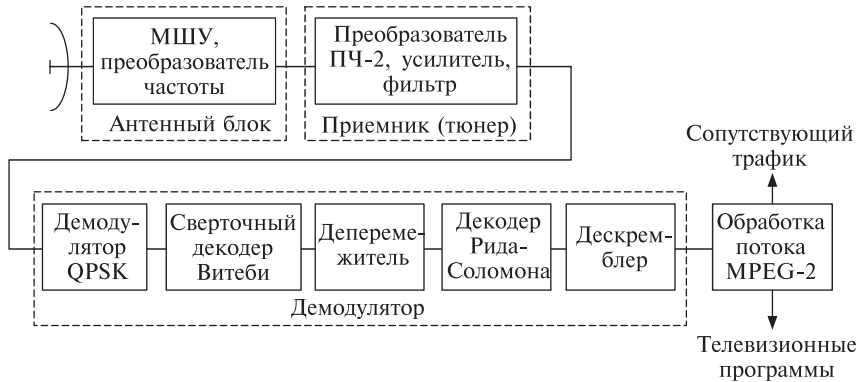 МШУ,
преобразователь
частоты
Антенный блок
Преобразователь
ПЧ-2, усилитель,
фильтр
Приемник (тюнер)
Сопутствующий
трафик
Демоду-
лятор
QPSK
Сверточный
декодер
Витеби
Депереме-
житель
Декодер
Рида-
Соломона
Дескрем-
блер
Обработка
потока
MPEG-2
Демодулятор
Телевизионные
программы